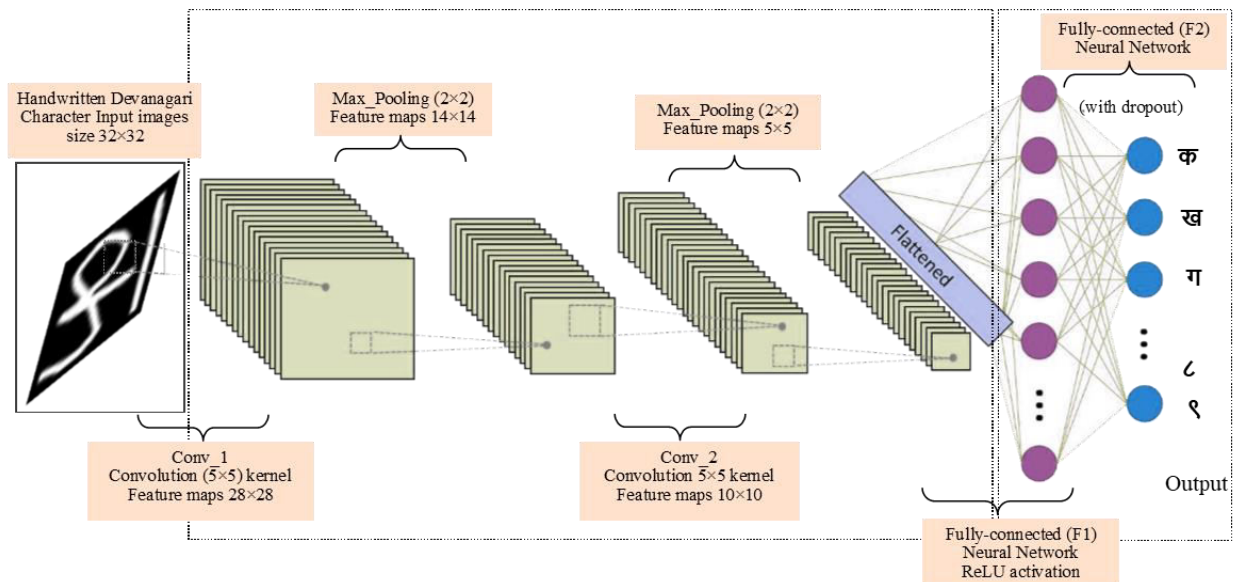 Handwritten Devanagari
Character Input images
size 32×32
Max_Pooling (2×2)
Feature maps 14×14
Max_Pooling (2×2)
Feature maps 5×5
Fully-connected (F2)
Neural Network
(with dropout)
Flattened
क
ख
ग
८
९
Output
Conv_1
Convolution (5×5) kernel
Feature maps 28×28
Conv_2
Convolution 5×5 kernel
Feature maps 10×10
Fully-connected (F1)
Neural Network
ReLU activation